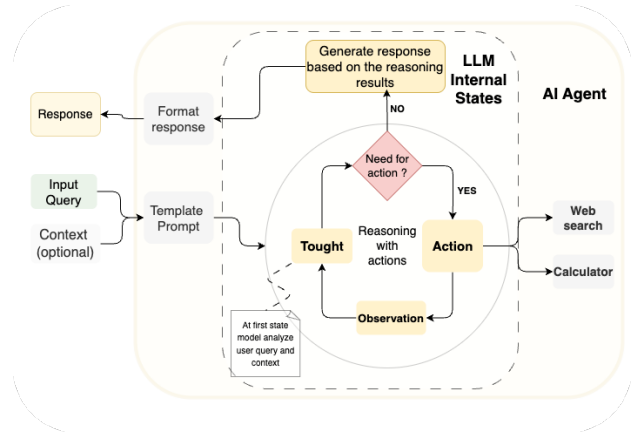 Generate response
based on the reasoning
results
LLM
Internal
States
AI Agent
Response
Format
response
NO
Need for
action ?
YES
Input
Query
Context
(optional)
Template
Prompt
Tought
Reasoning
with
actions
Action
Web
search
Calculator
Observation
At first state
model analyze
user query and
context